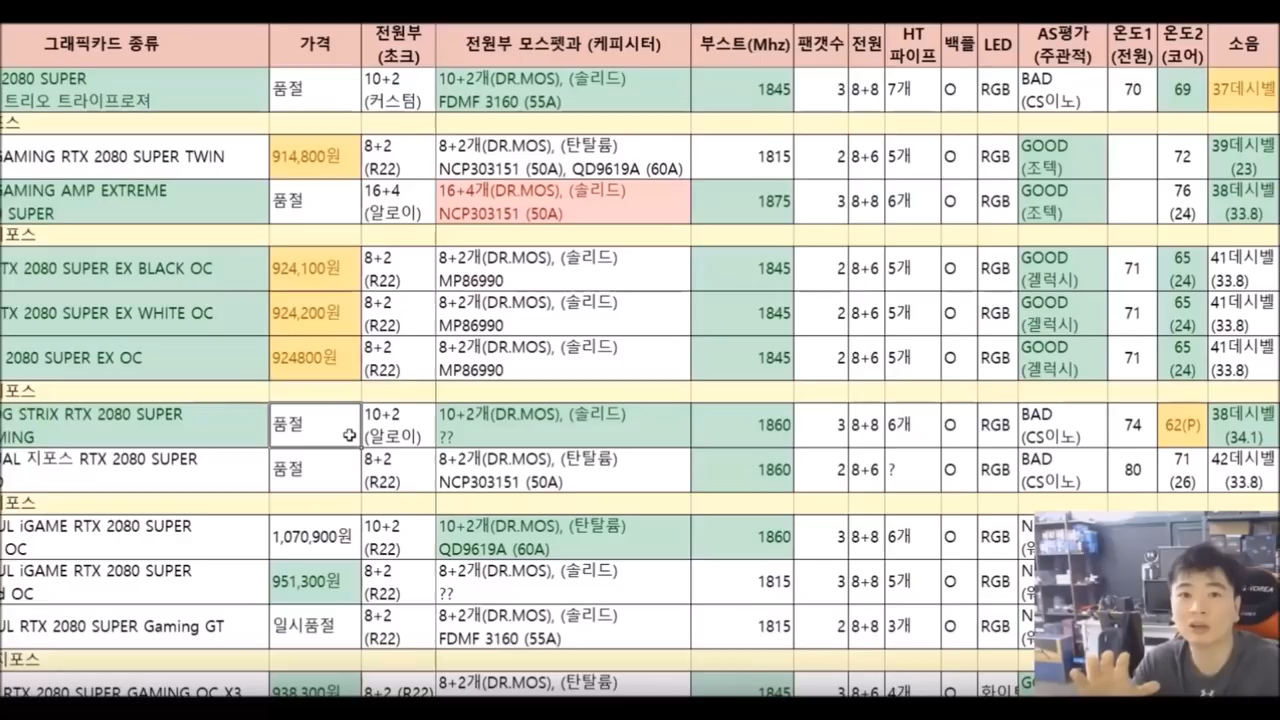 그래픽카드 종류 가격 전원부 (초크) 전원부 모스펫과 (케피시터) 부스트(Mhz) 팬갯수 전원 HT 파이프 백플 LED AS평가 (주관적) 온도1 (전원) 온도2 (코어) 소음
2080 SUPER 트리오 트라이프로져 품절 10+2 (커스텀) 10+2개(DR.MOS), (솔리드) FDMF 3160 (55A) 1845 3 8+8 7개 O RGB BAD (CS이노) 70 69 37데시벨
포스
GAMING RTX 2080 SUPER TWIN 914,800원 8+2 (R22) 8+2개(DR.MOS), (탄탈륨) NCP303151 (50A), QD9619A (60A) 1815 2 8+6 5개 O RGB GOOD (조텍) 72 39데시벨 (23)
GAMING AMP EXTREME SUPER 품절 16+4 (알로이) 16+4개(DR.MOS), (솔리드) NCP303151 (50A) 1875 3 8+8 6개 O RGB GOOD (조텍) 76 (24) 38데시벨 (33.8)
지포스
TX 2080 SUPER EX BLACK OC 924,100원 8+2 (R22) 8+2개(DR.MOS), (솔리드) MP86990 1845 2 8+6 5개 O RGB GOOD (겔럭시) 71 65 (24) 41데시벨 (33.8)
TX 2080 SUPER EX WHITE OC 924,200원 8+2 (R22) 8+2개(DR.MOS), (솔리드) MP86990 1845 2 8+6 5개 O RGB GOOD (겔럭시) 71 65 (24) 41데시벨 (33.8)
2080 SUPER EX OC 924800원 8+2 (R22) 8+2개(DR.MOS), (솔리드) MP86990 1845 2 8+6 5개 O RGB GOOD (겔럭시) 71 65 (24) 41데시벨 (33.8)
지포스
OG STRIX RTX 2080 SUPER MING 품절 10+2 (알로이) 10+2개(DR.MOS), (솔리드) ?? 1860 3 8+8 6개 O RGB BAD (CS이노) 74 62(P) 38데시벨 (34.1)
UAL 지포스 RTX 2080 SUPER 품절 8+2 (R22) 8+2개(DR.MOS), (탄탈륨) NCP303151 (50A) 1860 2 8+6 ? O RGB BAD (CS이노) 80 71 (26) 42데시벨 (33.8)
지포스
UL iGAME RTX 2080 SUPER OC 1,070,900원 10+2 (R22) 10+2개(DR.MOS), (탄탈륨) QD9619A (60A) 1860 3 8+8 6개 O RGB
UL iGAME RTX 2080 SUPER d OC 951,300원 8+2 (R22) 8+2개(DR.MOS), (솔리드) ?? 1815 3 8+8 5개 O RGB
UL RTX 2080 SUPER Gaming GT 일시품절 8+2 (R22) 8+2개(DR.MOS), (솔리드) FDMF 3160 (55A) 1815 2 8+8 3개 O RGB
지포스
RTX 2080 SUPER GAMING OC X3 938,300원 8+2 (R22) 8+2개(DR.MOS), (탄탈륨) 1845 3 8+6 4개 O 화이트